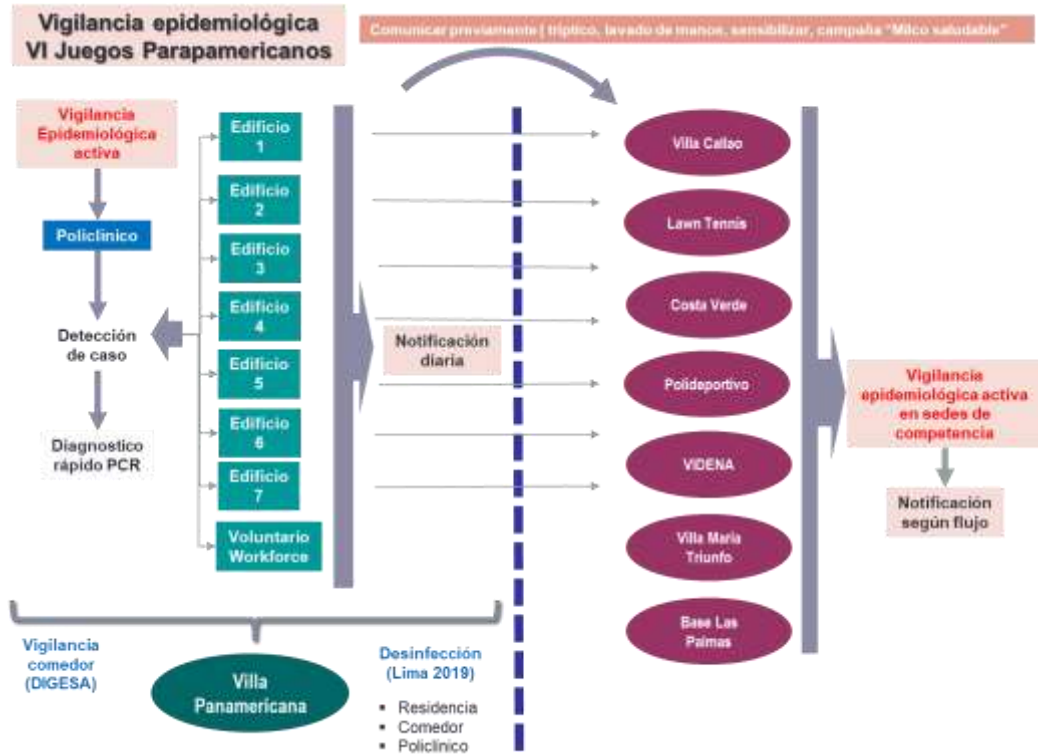 Vigilancia epidemiológica
VI Juegos Parapamericanos
Comunicar previamente | tríptico, lavado de manos, sensibilizar, campaña "Milco saludable"
Vigilancia
Epidemiológica
activa
Policlínico
Detección
de caso
Diagnostico
rápido PCR
Edificio
1
Edificio
2
Edificio
3
Edificio
4
Edificio
5
Edificio
6
Edificio
7
Voluntario
Workforce
Notificación
diaria
Villa Callao
Lawn Tennis
Costa Verde
Polideportivo
VIDENA
Villa Maria
Triunfo
Base Las
Palmas
Vigilancia
epidemiológica activa
en sedes de
competencia
Notificación
según flujo
Vigilancia
comedor
(DIGESA)
Villa
Panamericana
Desinfección
(Lima 2019)
▪ Residencia
▪ Comedor
▪ Policlínico